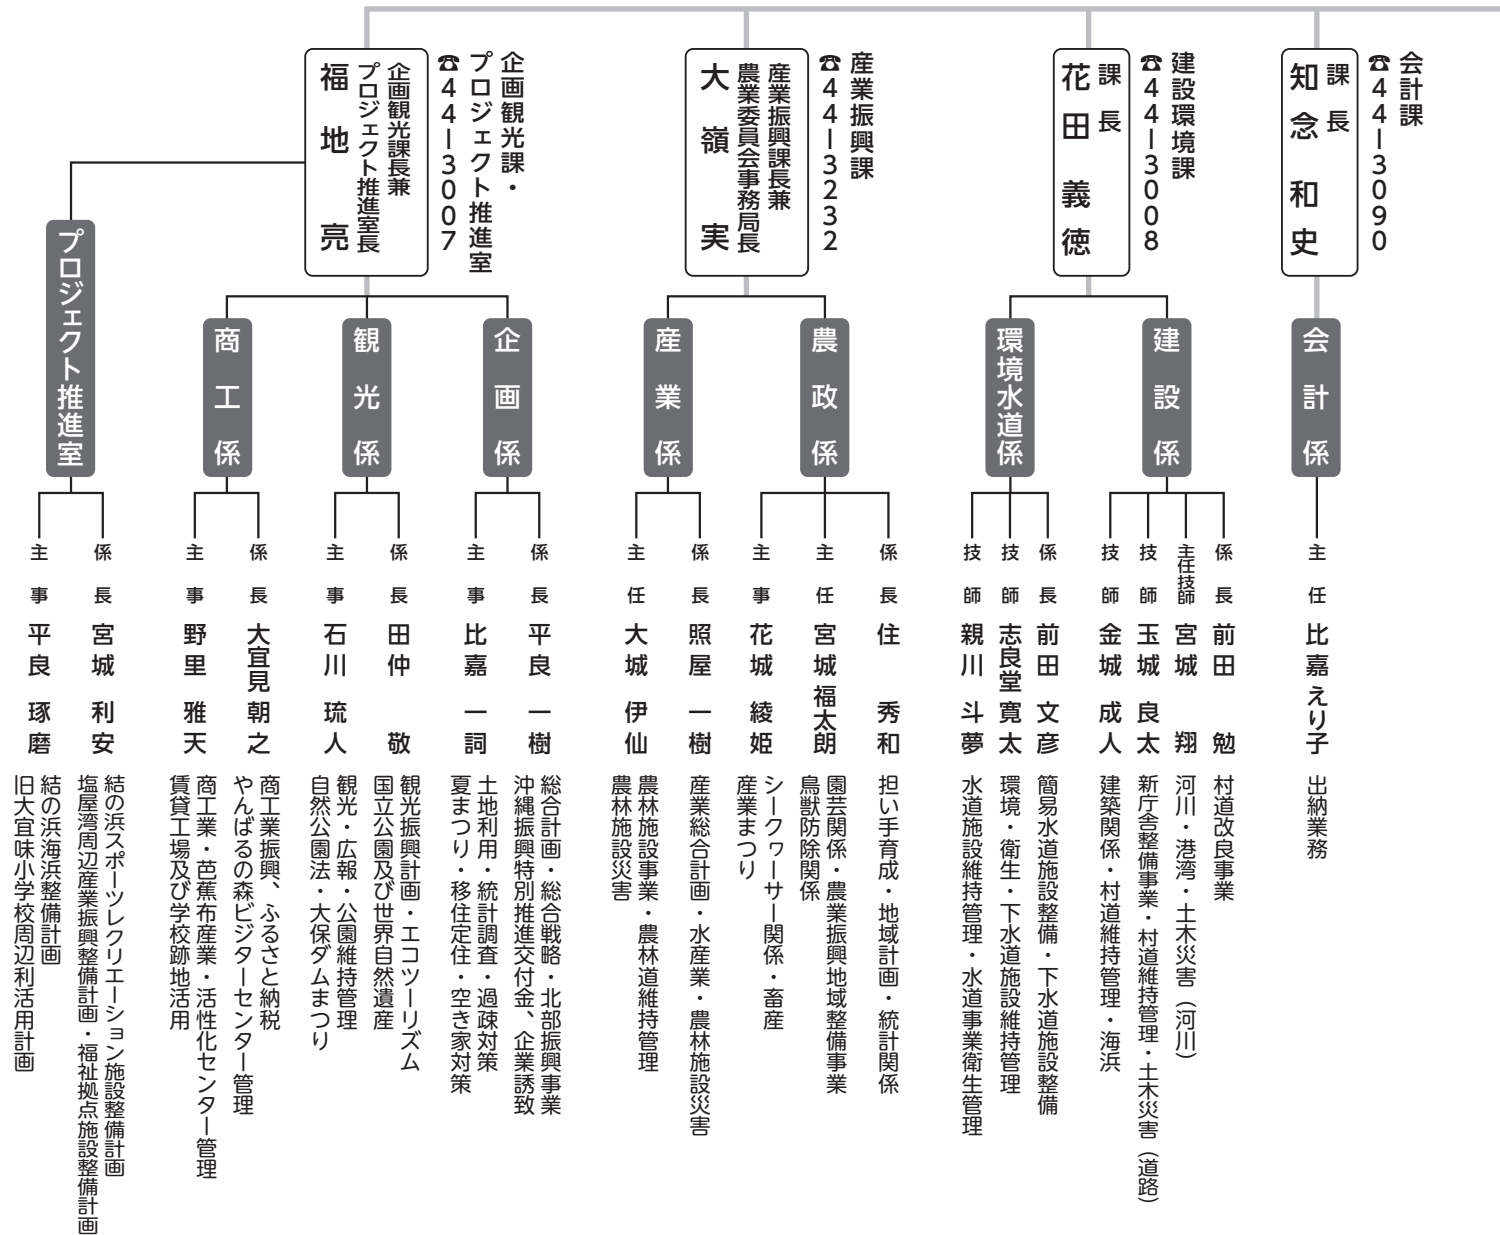 会計課
☎44ー3090
課長
知念和史
会計係
主任
比嘉えり子
出納業務
建設環境課
☎44ー3008
課長
花田義徳
建設係
係長
前田勉
村道改良事業
主任技師
宮城翔
河川・港湾・土木災害（河川）
技師
玉城良太
新庁舎整備事業・村道維持管理・土木災害（道路）
技師
金城成人
建築関係・村道維持管理・海浜
環境水道係
係長
前田文彦
簡易水道施設整備・下水道施設整備
技師
志良堂寛太
環境・衛生・下水道施設維持管理
技師
親川斗夢
水道施設維持管理・水道事業衛生管理
産業振興課
☎44ー3232
産業振興課長兼
農業委員会事務局長
大嶺実
農政係
係長
住秀和
担い手育成・地域計画・統計関係
主任
宮城福太朗
園芸関係・農業振興地域整備事業
鳥獣防除関係
主事
花城綾姫
シークヮーサー関係・畜産
産業まつり
産業係
係長
照屋一樹
産業総合計画・水産業・農林施設災害
主任
大城伊仙
農林施設事業・農林道維持管理
農林施設災害
企画観光課・
プロジェクト推進室
☎44ー3007
企画観光課長兼
プロジェクト推進室長
福地亮
企画係
係長
平良一樹
総合計画・総合戦略・北部振興事業
沖縄振興特別推進交付金、企業誘致
主事
比嘉一詞
土地利用・統計調査・過疎対策
夏まつり・移住定住・空き家対策
観光係
係長
田仲敬
観光振興計画・エコツーリズム
国立公園及び世界自然遺産
主事
石川琉人
観光・広報・公園維持管理
自然公園法・大保ダムまつり
商工係
係長
大宜見朝之
商工業振興、ふるさと納税
やんばるの森ビジターセンター管理
主事
野里雅天
商工業・芭蕉布産業・活性化センター管理
賃貸工場及び学校跡地活用
プロジェクト推進室
係長
宮城利安
結の浜スポーツレクリエーション施設整備計画
塩屋湾周辺産業振興整備計画・福祉拠点施設整備計画
主事
平良琢磨
結の浜海浜整備計画
旧大宜味小学校周辺利活用計画